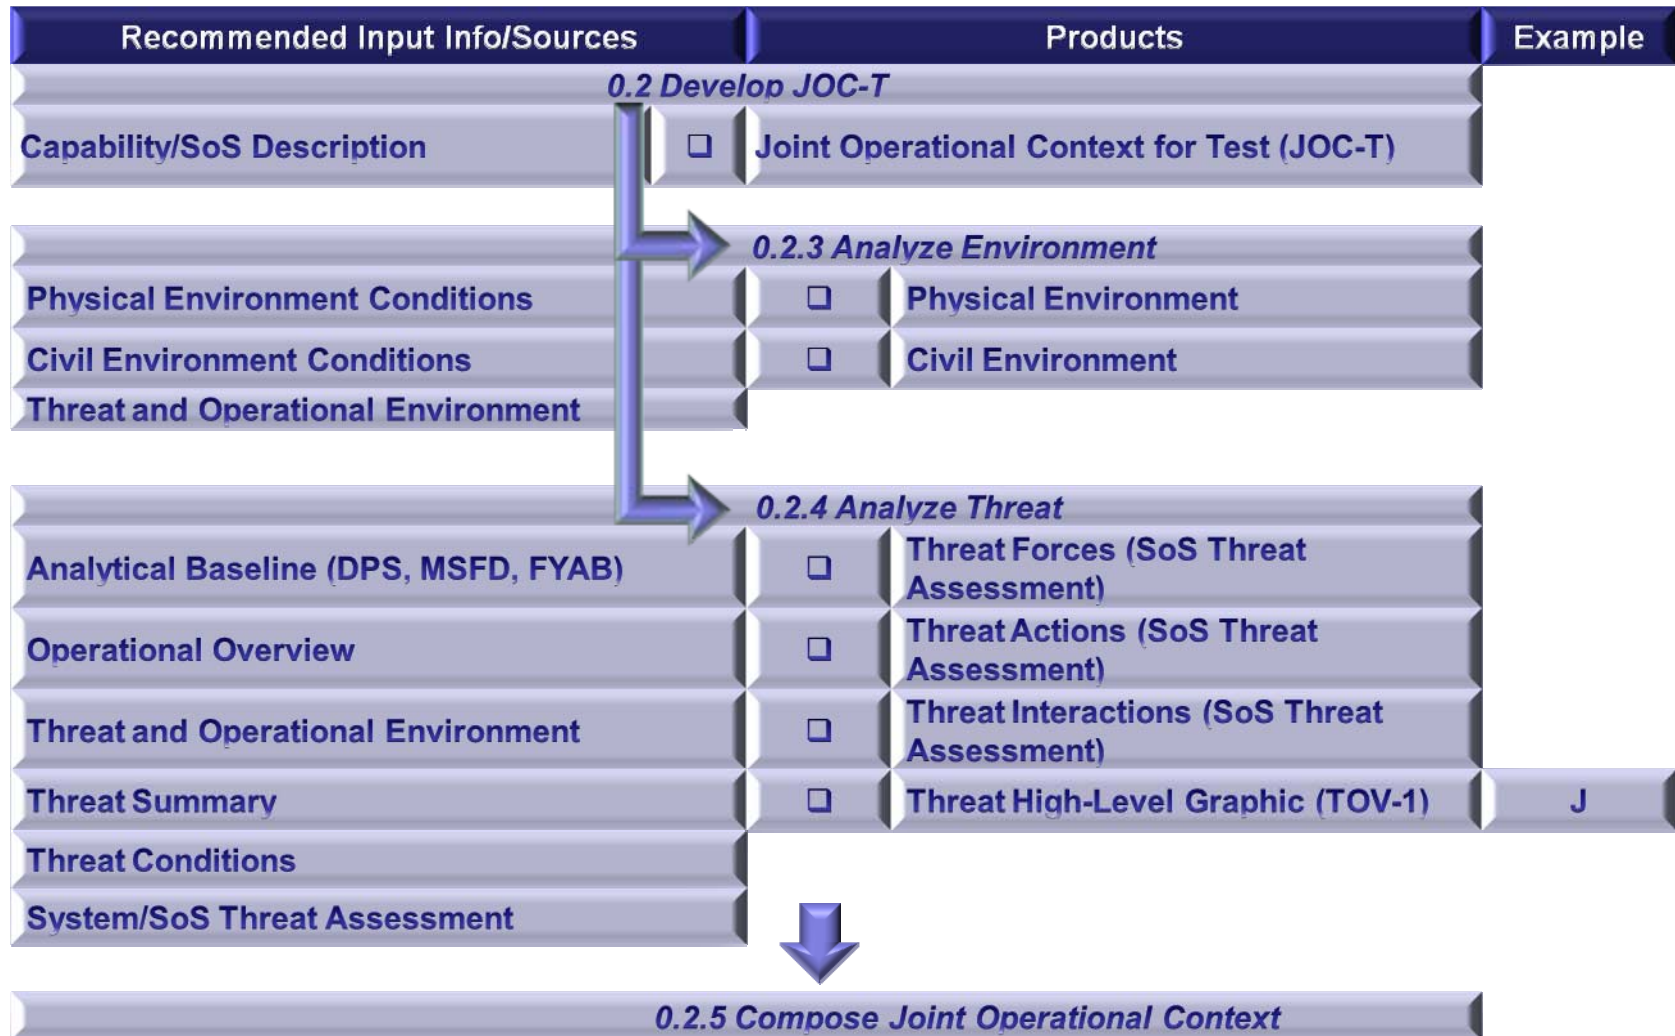 Recommended Input Info/Sources Products Example
0.2 Develop JOC-T
Capability/SoS Description ❑ Joint Operational Context for Test (JOC-T)
0.2.3 Analyze Environment
Physical Environment Conditions ❑ Physical Environment
Civil Environment Conditions ❑ Civil Environment
Threat and Operational Environment
0.2.4 Analyze Threat
Analytical Baseline (DPS, MSFD, FYAB) ❑ Threat Forces (SoS Threat
Assessment)
Operational Overview ❑ Threat Actions (SoS Threat
Assessment)
Threat and Operational Environment ❑ Threat Interactions (SoS Threat
Assessment)
Threat Summary ❑ Threat High-Level Graphic (TOV-1) J
Threat Conditions
System/SoS Threat Assessment
0.2.5 Compose Joint Operational Context